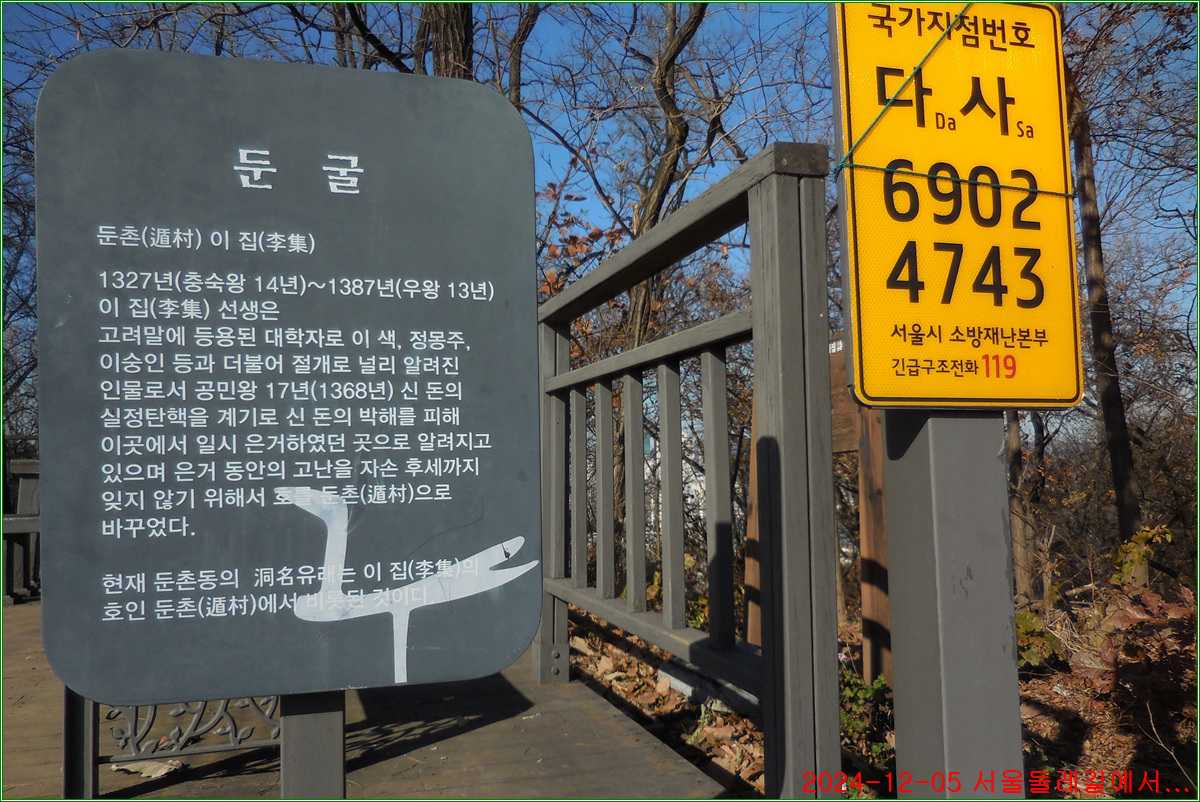 둔 굴
둔촌(遁村) 이 집(李集)
1327년(충숙왕 14년)~1387년(우왕 13년)
이 집(李集) 선생은
고려말에 등용된 대학자로 이 색, 정몽주,
이숭인 등과 더불어 절개로 널리 알려진
인물로서 공민왕 17년(1368년) 신 돈의
실정탄핵을 계기로 신 돈의 박해를 피해
이곳에서 일시 은거하였던 곳으로 알려지고
있으며 은거 동안의 고난을 자손 후세까지
잊지 않기 위해서 호를 둔촌(遁村)으로
바꾸었다.
현재 둔촌동의 洞名유래는 이 집(李集)의
호인 둔촌(遁村)에서 비롯된 것이다.
국가지점번호
다 Da 사 Sa
6902
4743
서울시 소방재난본부
긴급구조전화 119
2024-12-05 서울둘레길에서...